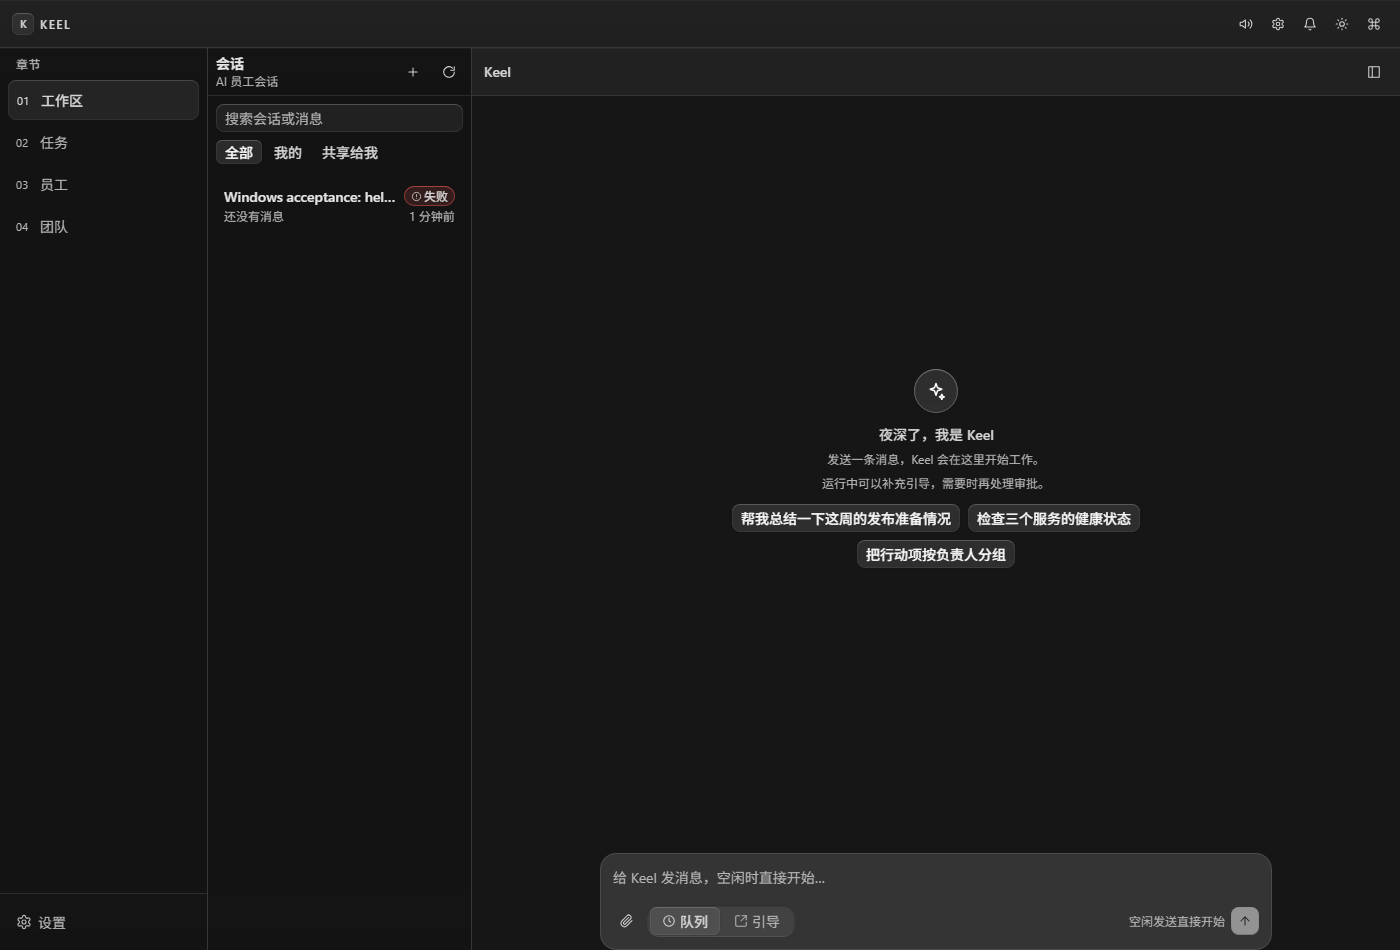 K KEEL
章节
01 工作区
02 任务
03 员工
04 团队
设置
会话
AI 员工会话
搜索会话或消息
全部 我的 共享给我
Windows acceptance: hel... 失败
还没有消息 1 分钟前
Keel
夜深了，我是 Keel
发送一条消息，Keel 会在这里开始工作。
运行中可以补充引导，需要时再处理审批。
帮我总结一下这周的发布准备情况 检查三个服务的健康状态
把行动项按负责人分组
给 Keel 发消息，空闲时直接开始...
队列 引导 空闲发送直接开始